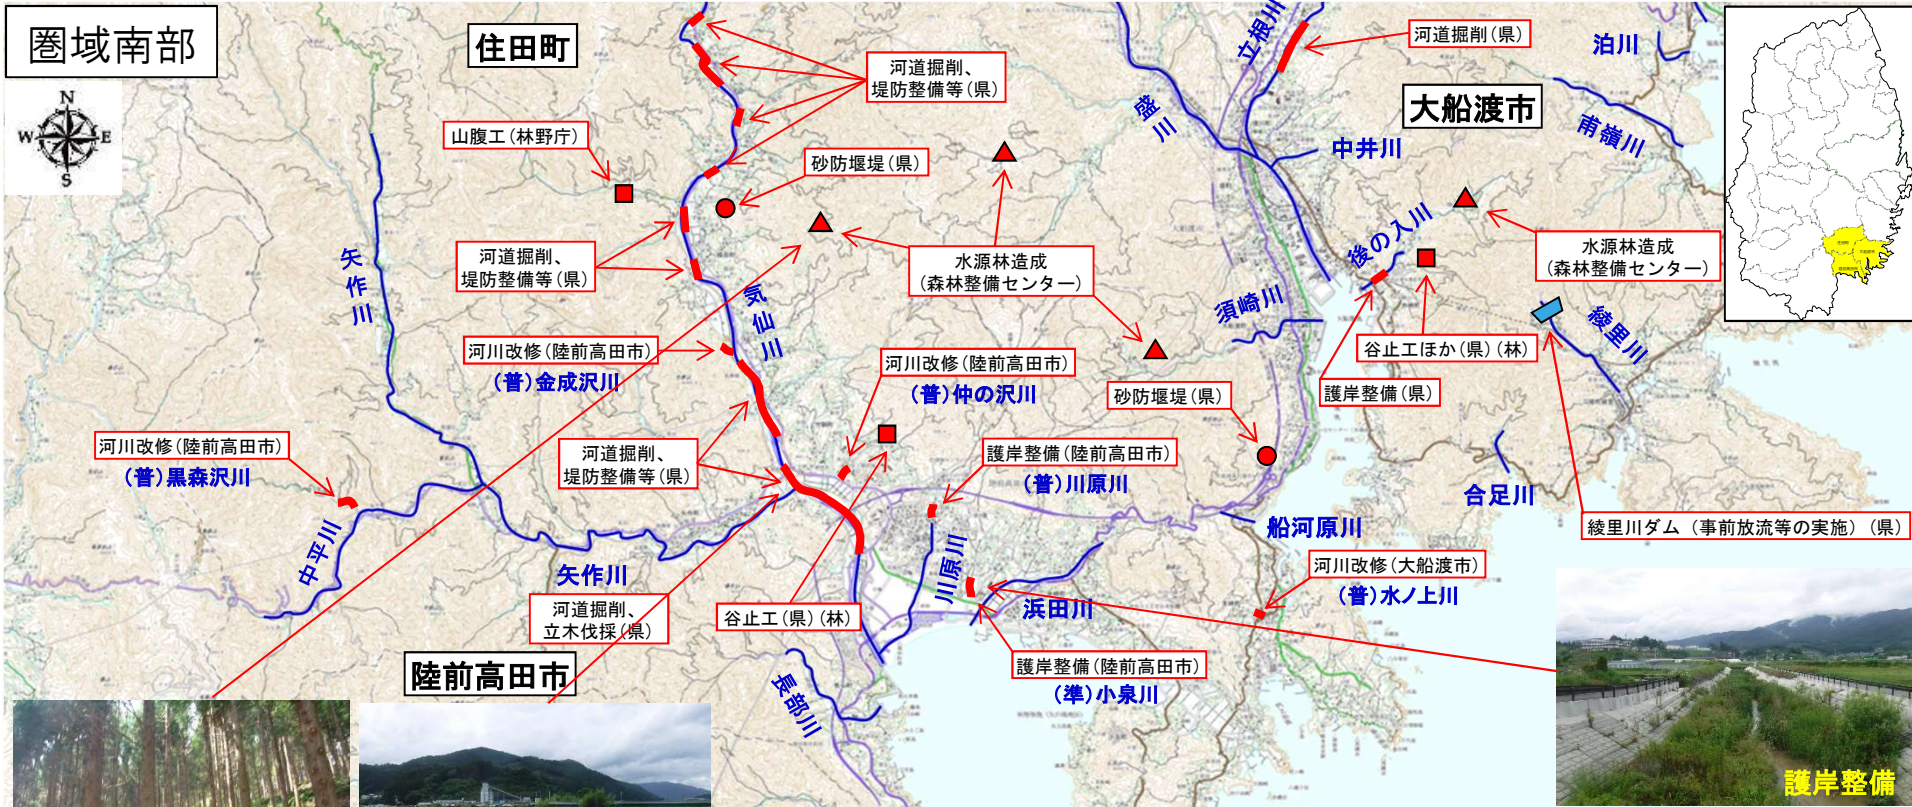 圏域南部
N
W
E
S
住田町
河道掘削、
堤防整備等(県)
山腹工(林野庁)
砂防堰堤(県)
河道掘削、
堤防整備等(県)
矢作川
気仙川
水源林造成
(森林整備センター)
河川改修(陸前高田市)
(普)金成沢川
河川改修(陸前高田市)
(普)仲の沢川
河川改修(陸前高田市)
(普)黒森沢川
河道掘削、
堤防整備等(県)
護岸整備(陸前高田市)
(普)川原川
中平川
矢作川
河道掘削、
立木伐採(県)
谷止工(県)(林)
川原川
浜田川
護岸整備(陸前高田市)
(準)小泉川
陸前高田市
長部川
立根川
河道掘削(県)
泊川
大船渡市
盛川
中井川
甫嶺川
後の入川
水源林造成
(森林整備センター)
須崎川
谷止工ほか(県)(林)
綾里川
護岸整備(県)
砂防堰堤(県)
合足川
船河原川
綾里川ダム(事前放流等の実施)(県)
河川改修(大船渡市)
(普)水ノ上川
護岸整備